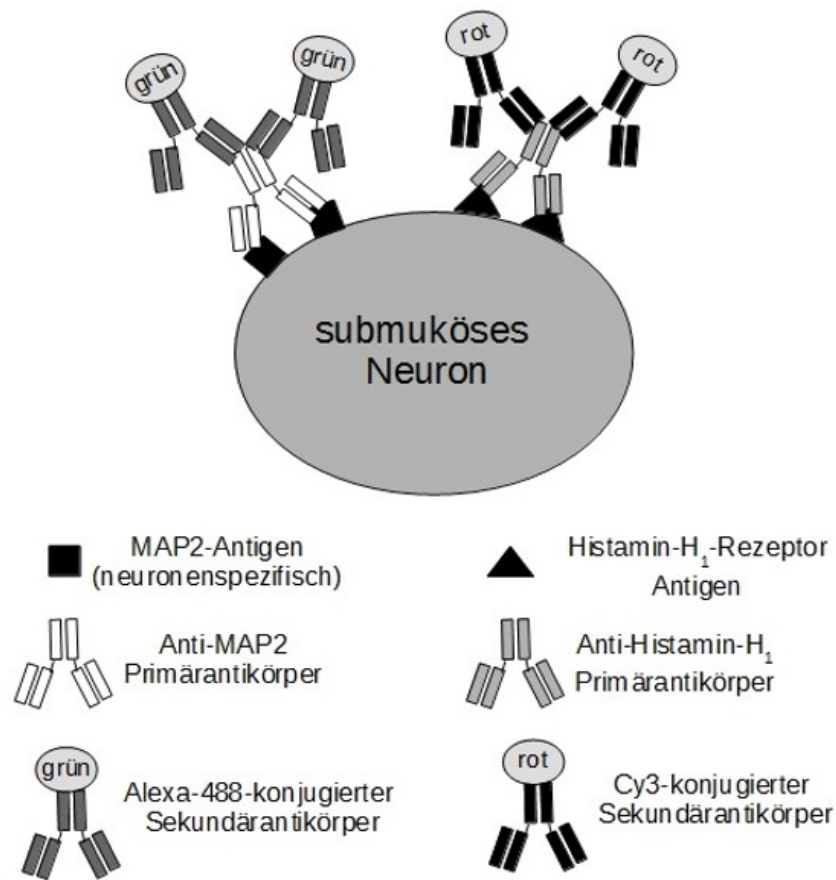 grün
grün
rot
rot
submuköses
Neuron
MAP2-Antigen
(neuronenspezifisch)
Histamin-H₁-Rezeptor
Antigen
Anti-MAP2
Primärantikörper
Anti-Histamin-H₁
Primärantikörper
grün
Alexa-488-konjugierter
Sekundärantikörper
rot
Cy3-konjugierter
Sekundärantikörper